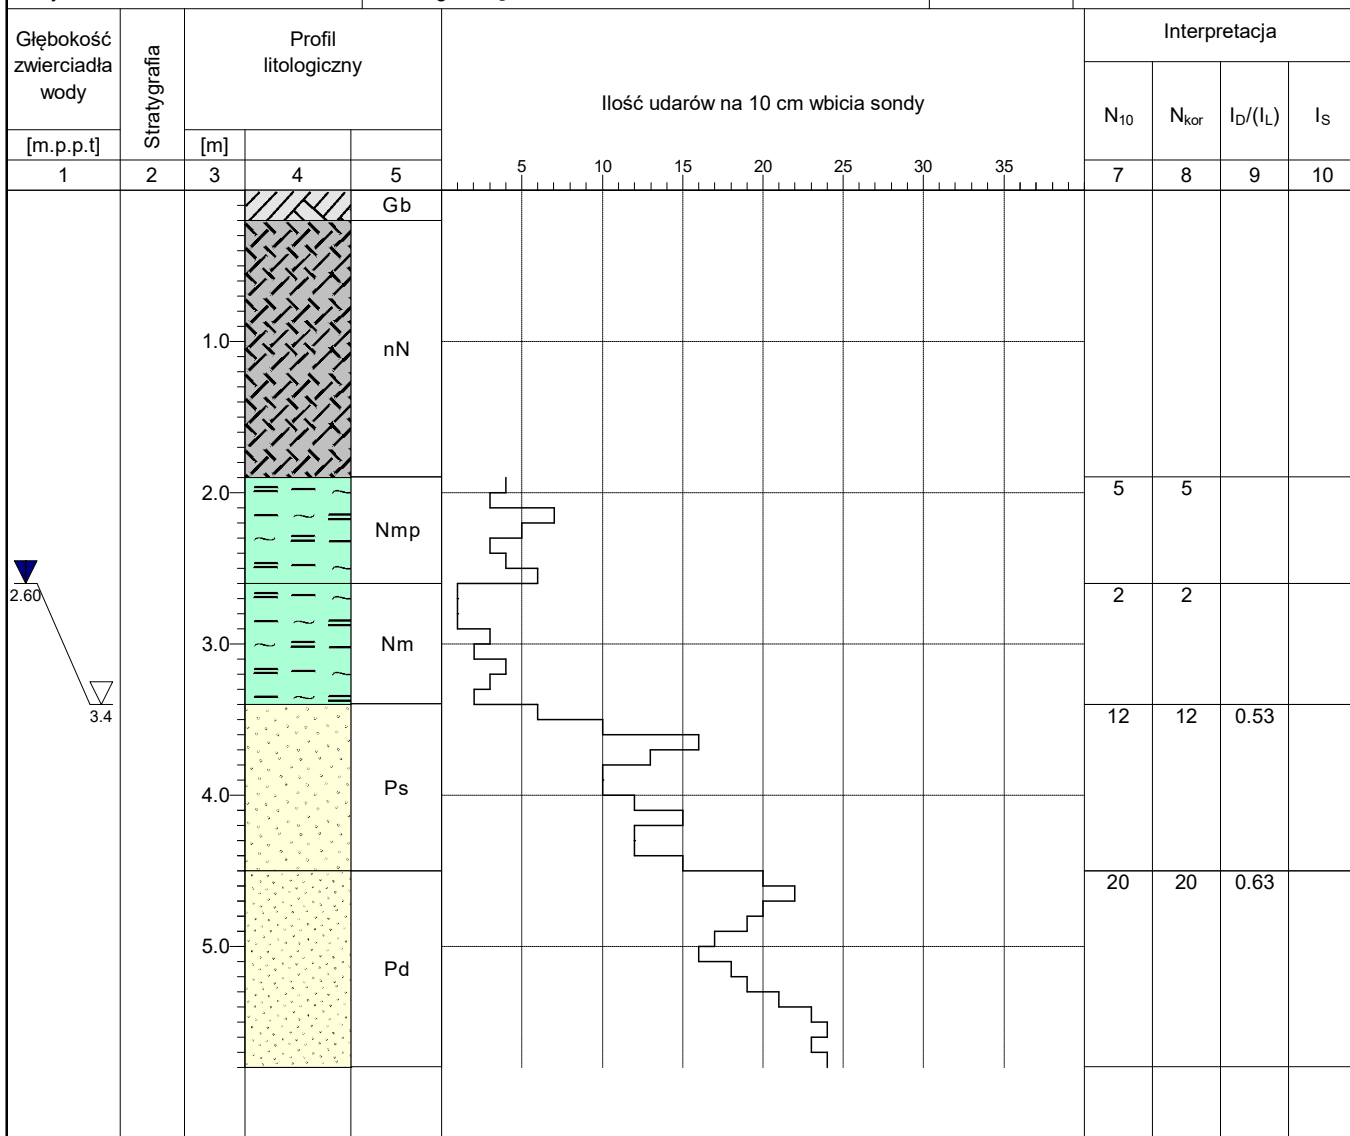 Głębokość
zwierciadła
wody
[m.p.p.t]
Stratygrafia
Profil
litologiczny
[m]
Ilość udarów na 10 cm wbicia sondy
Interpretacja
N10 Nkor ID/(IL) IS
5 10 15 20 25 30 35
1 2 3 4 5 7 8 9 10
Gb
1.0
nN
2.0
5 5
Nmp
2.60
2 2
3.0
Nm
3.4
12 12 0.53
Ps
4.0
20 20 0.63
5.0
Pd